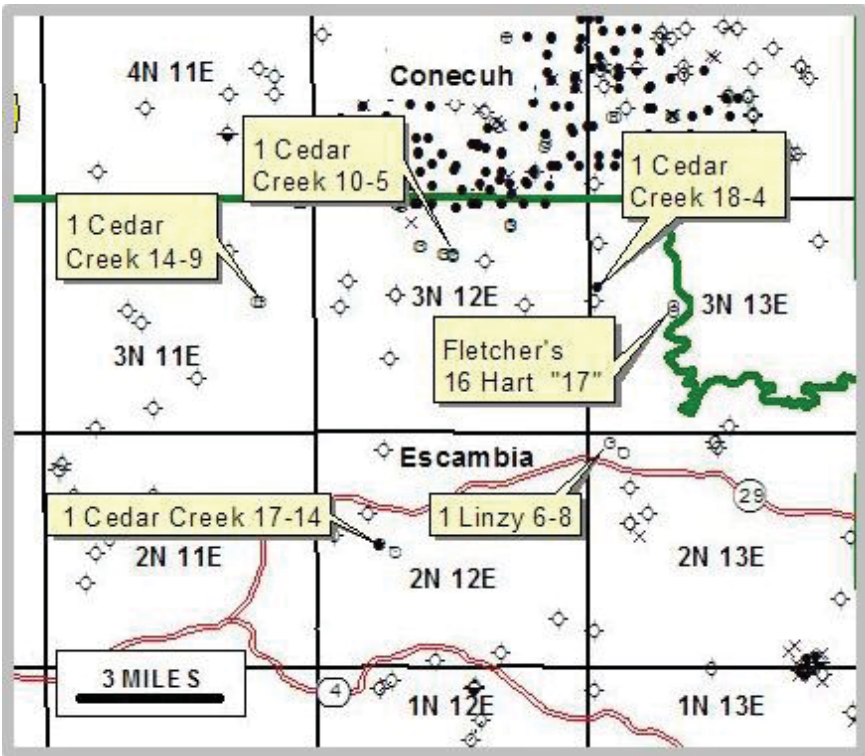 4N 11E
Conecuh
1 Cedar
Creek 10-5
1 Cedar
Creek 18-4
1 Cedar
Creek 14-9
3N 12E
3N 13E
Fletcher's
16 Hart "17"
3N 11E
Escambia
29
1 Cedar Creek 17-14
1 Linzy 6-8
2N 11E
2N 12E
2N 13E
3 MILES
4
1N 12E
1N 13E